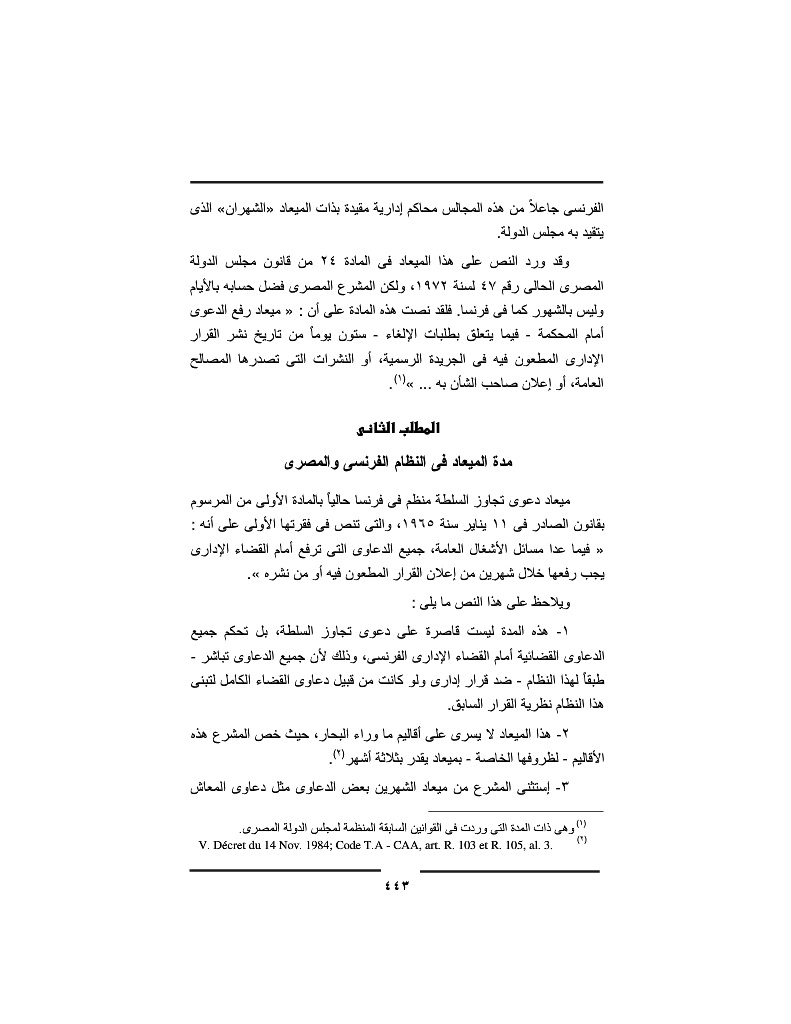 الفرنسى جاعلاً من هذه المجالس محاكم إدارية مقيدة بذات الميعاد «الشهران» الذى
يتقيد به مجلس الدولة.
وقد ورد النص على هذا الميعاد فى المادة ٢٤ من قانون مجلس الدولة
المصرى الحالى رقم ٤٧ لسنة ١٩٧٢، ولكن المشرع المصرى فضل حسابه بالأيام
وليس بالشهور كما فى فرنسا. فلقد نصت هذه المادة على أن : « ميعاد رفع الدعوى
أمام المحكمة - فيما يتعلق بطلبات الإلغاء - ستون يوماً من تاريخ نشر القرار
الإدارى المطعون فيه فى الجريدة الرسمية، أو النشرات التى تصدرها المصالح
العامة، أو إعلان صاحب الشأن به ... »(١).
المطلب الثانى
مدة الميعاد فى النظام الفرنسى والمصرى
ميعاد دعوى تجاوز السلطة منظم فى فرنسا حالياً بالمادة الأولى من المرسوم
بقانون الصادر فى ١١ يناير سنة ١٩٦٥، والتى تنص فى فقرتها الأولى على أنه :
« فيما عدا مسائل الأشغال العامة، جميع الدعاوى التى ترفع أمام القضاء الإدارى
يجب رفعها خلال شهرين من إعلان القرار المطعون فيه أو من نشره ».
ويلاحظ على هذا النص ما يلى :
١- هذه المدة ليست قاصرة على دعوى تجاوز السلطة، بل تحكم جميع
الدعاوى القضائية أمام القضاء الإدارى الفرنسى، وذلك لأن جميع الدعاوى تباشر -
طبقاً لهذا النظام - ضد قرار إدارى ولو كانت من قبيل دعاوى القضاء الكامل لتبنى
هذا النظام نظرية القرار السابق.
٢- هذا الميعاد لا يسرى على أقاليم ما وراء البحار، حيث خص المشرع هذه
الأقاليم - لظروفها الخاصة - بميعاد يقدر بثلاثة أشهر(٢).
٣- إستثنى المشرع من ميعاد الشهرين بعض الدعاوى مثل دعاوى المعاش
(١) وهى ذات المدة التى وردت فى القوانين السابقة المنظمة لمجلس الدولة المصرى.
(٢) V. Décret du 14 Nov. 1984; Code T.A - CAA, art. R. 103 et R. 105, al. 3.
٤٤٣